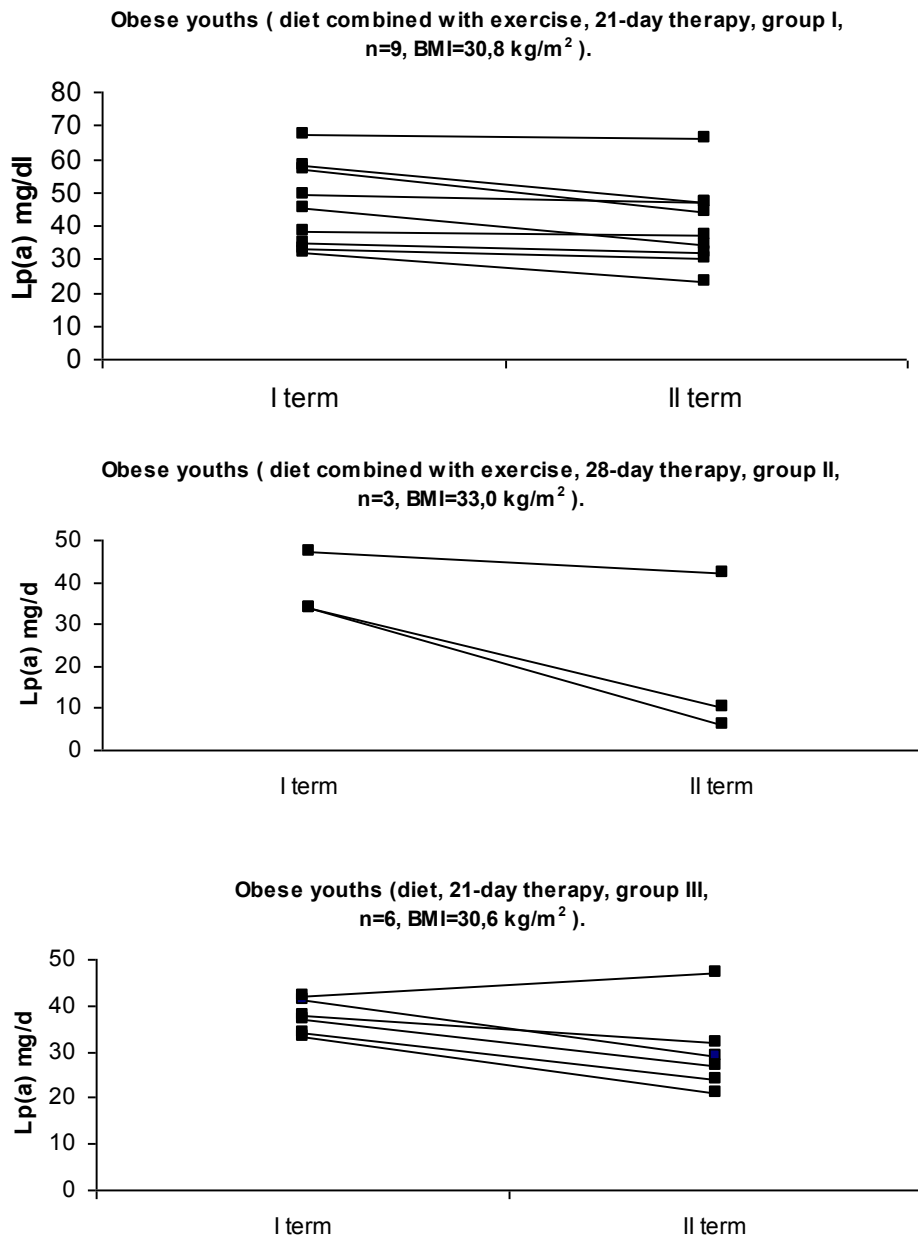 Obese youths ( diet combined with exercise, 21-day therapy, group I,
n=9, BMI=30,8 kg/m² ).
Lp(a) mg/dl
80
70
60
50
40
30
20
10
0
I term II term
Obese youths ( diet combined with exercise, 28-day therapy, group II,
n=3, BMI=33,0 kg/m² ).
Lp(a) mg/d
50
40
30
20
10
0
I term II term
Obese youths (diet, 21-day therapy, group III,
n=6, BMI=30,6 kg/m² ).
Lp(a) mg/d
50
40
30
20
10
0
I term II term